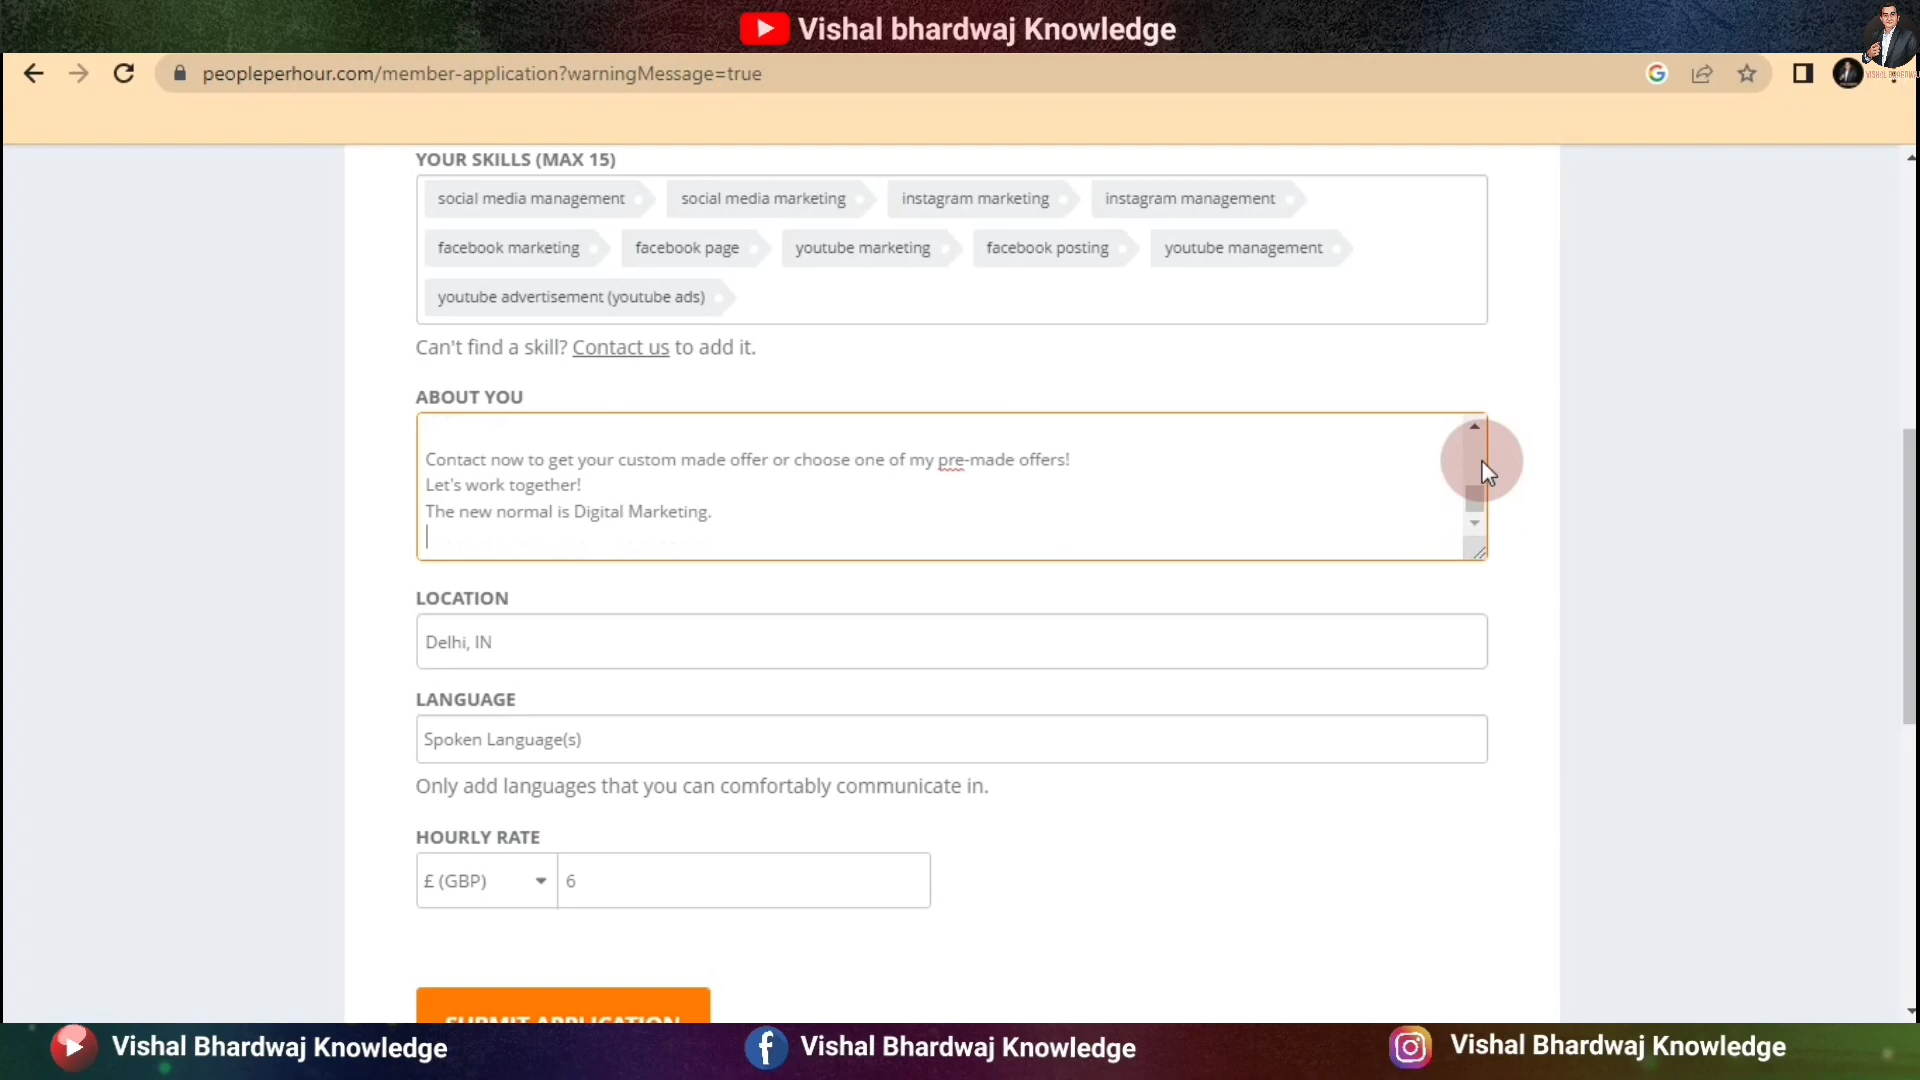 Vishal bhardwaj Knowledge
peopleperhour.com/member-application?warningMessage=true
YOUR SKILLS (MAX 15)
social media management social media marketing instagram marketing instagram management
facebook marketing facebook page youtube marketing facebook posting youtube management
youtube advertisement (youtube ads)
Can't find a skill? Contact us to add it.
ABOUT YOU
Contact now to get your custom made offer or choose one of my pre-made offers!
Let's work together!
The new normal is Digital Marketing.
LOCATION
Delhi, IN
LANGUAGE
Spoken Language(s)
Only add languages that you can comfortably communicate in.
HOURLY RATE
£ (GBP) 6
SUBMIT APPLICATION
Vishal Bhardwaj Knowledge Vishal Bhardwaj Knowledge Vishal Bhardwaj Knowledge